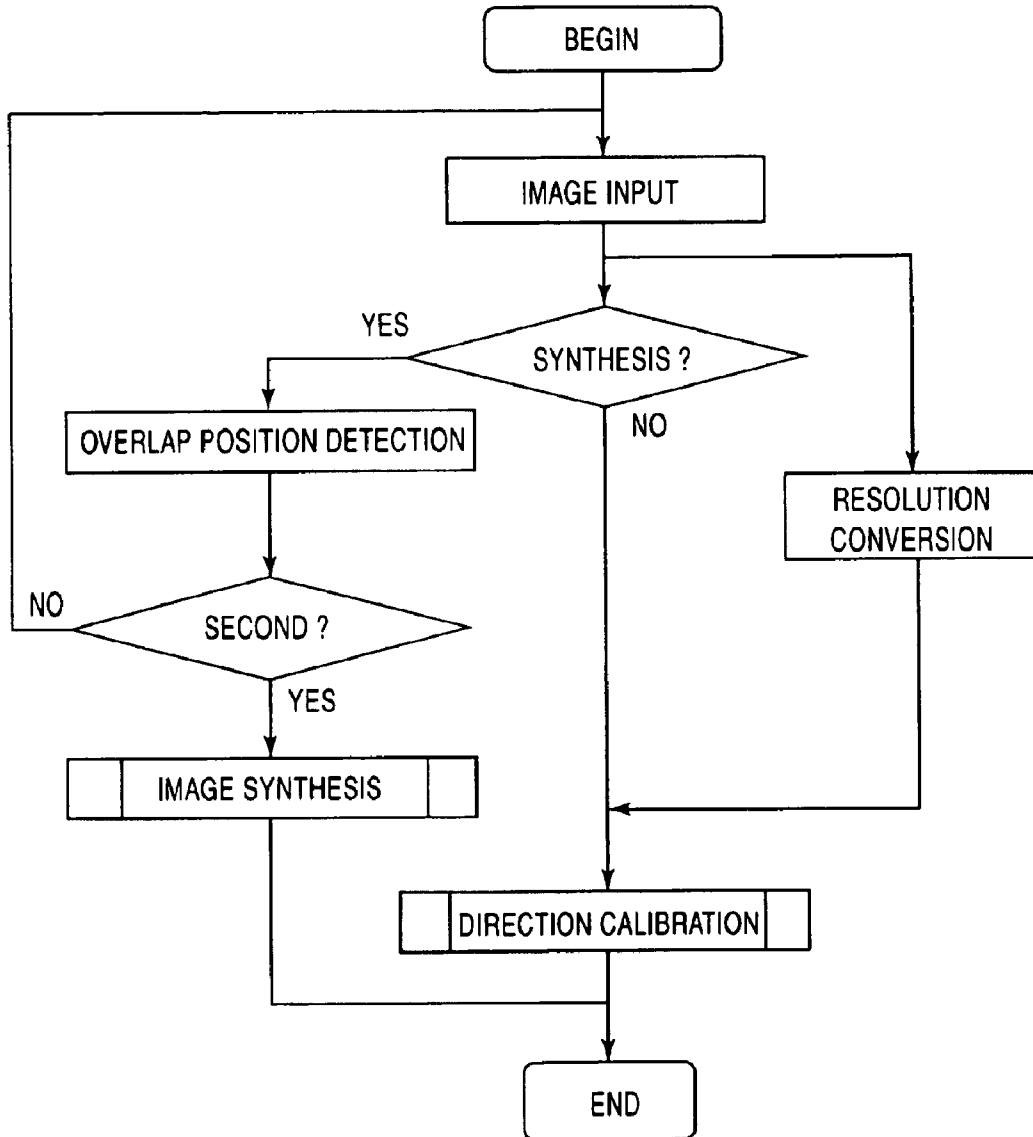 BEGIN
IMAGE INPUT
YES
SYNTHESIS ?
NO
OVERLAP POSITION DETECTION
RESOLUTION
CONVERSION
NO
SECOND ?
YES
IMAGE SYNTHESIS
DIRECTION CALIBRATION
END